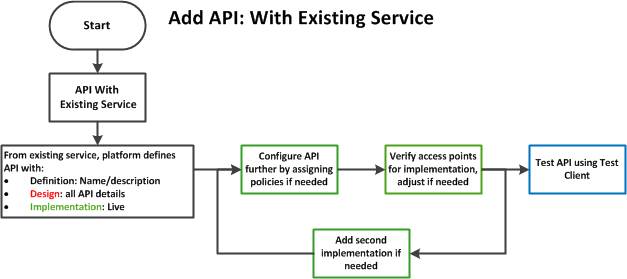 Add API: With Existing Service
Start
API With
Existing Service
From existing service, platform defines
API with:
• Definition: Name/description
• Design: all API details
• Implementation: Live
Configure API
further by assigning
policies if needed
Verify access points
for implementation,
adjust if needed
Test API using Test
Client
Add second
implementation if
needed